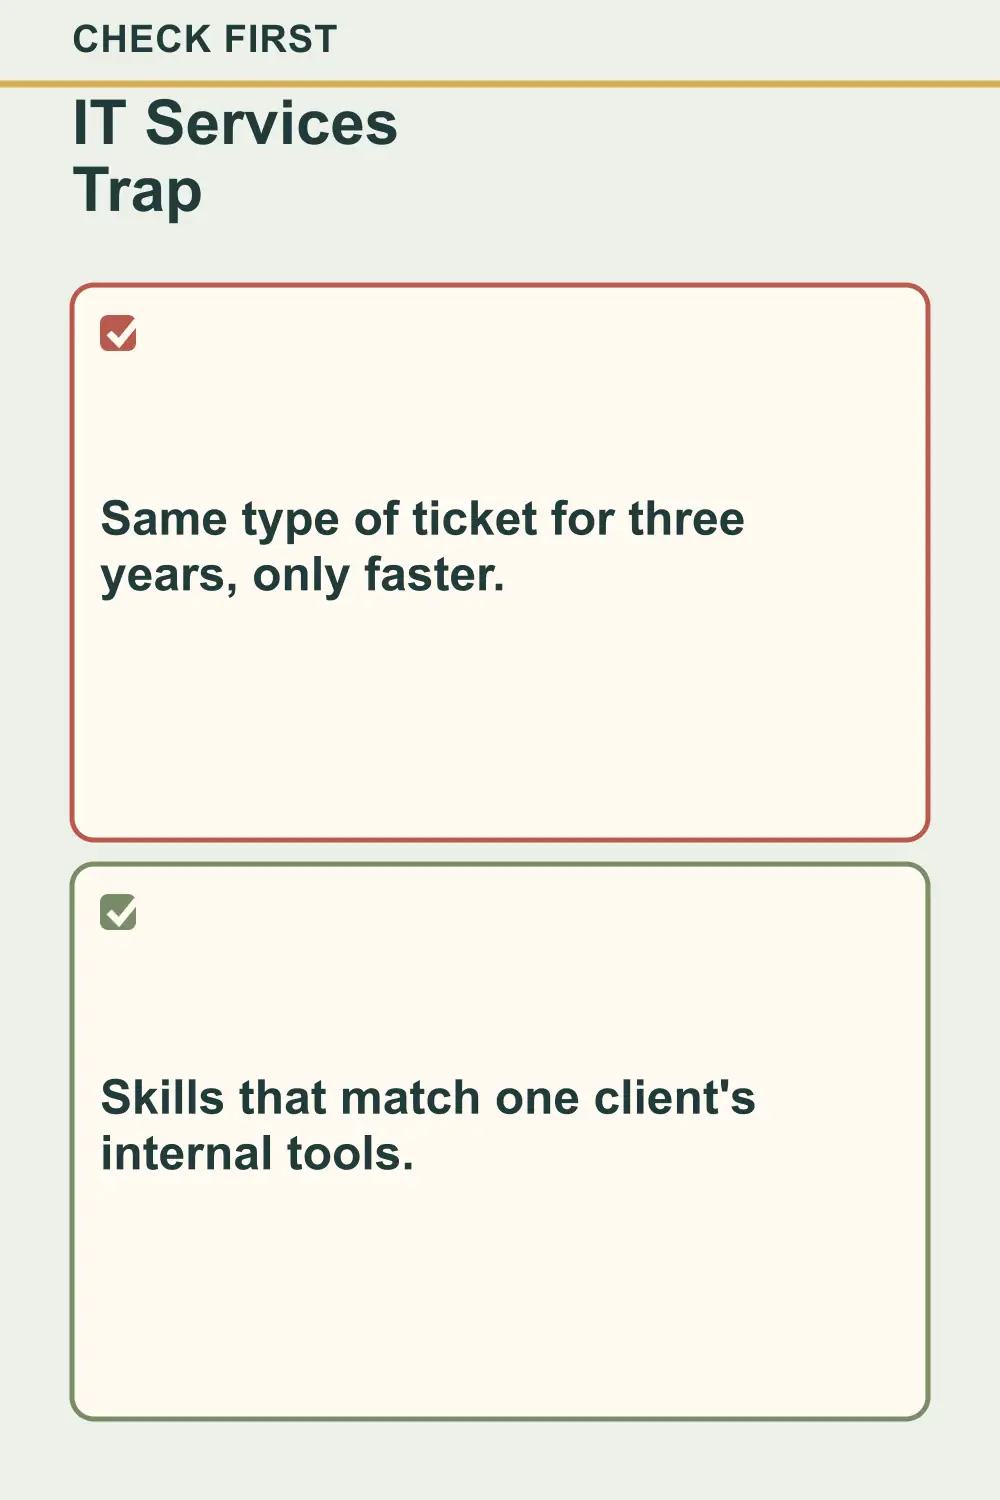 CHECK FIRST
IT Services
Trap
Same type of ticket for three
years, only faster.
Skills that match one client's
internal tools.